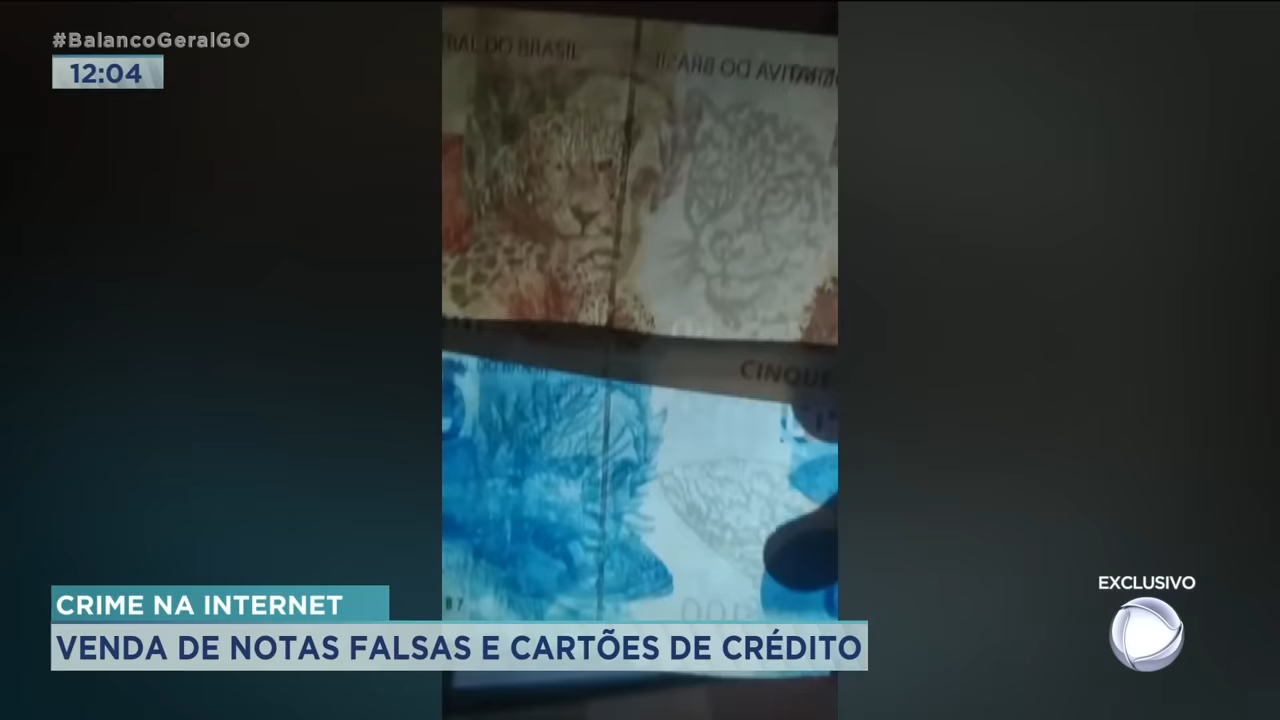 #BalancoGeralGO
12:04
RAL DO BRASIL
CINQUE
EXCLUSIVO
CRIME NA INTERNET
VENDA DE NOTAS FALSAS E CARTÕES DE CRÉDITO